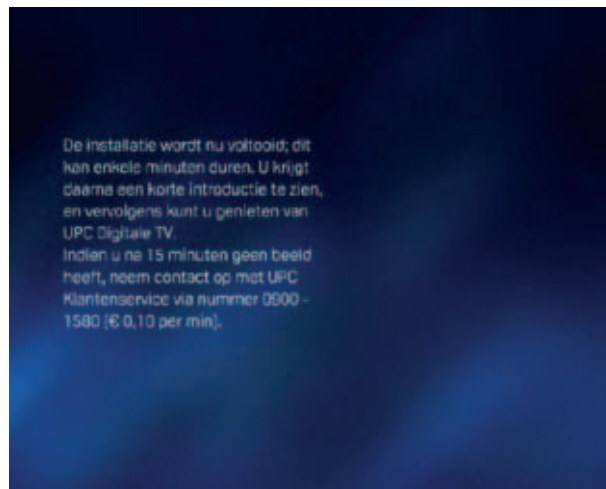 De installatie wordt nu voltooid; dit
kan enkele minuten duren. U krijgt
daarna een korte introductie te zien,
en vervolgens kunt u genieten van
UPC Digitale TV.
Indien u na 15 minuten geen beeld
heeft, neem contact op met UPC
Klantenservice via nummer 0900 -
1580 (€ 0,10 per min).